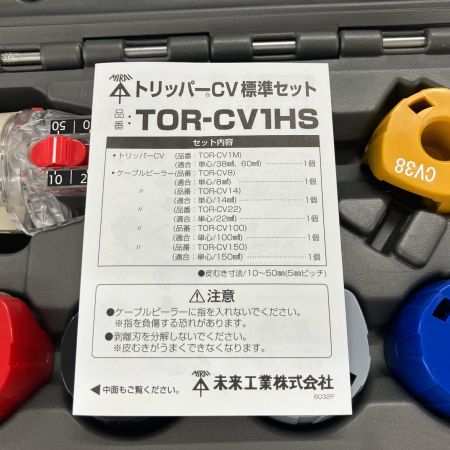 MIRAI
トリッパーCV標準セット
品番：TOR-CV1HS
セット内容
・トリッパーCV （品番：TOR-CV1M）
（適合：単心/38㎟, 60㎟）……1個
・ケーブルピーラー（品番：TOR-CV8）
（適合：単心/8㎟）……1個
〃 （品番：TOR-CV14）
（適合：単心/14㎟）……1個
〃 （品番：TOR-CV22）
（適合：単心/22㎟）……1個
〃 （品番：TOR-CV100）
（適合：単心/100㎟）……1個
〃 （品番：TOR-CV150）
（適合：単心/150㎟）……1個
●皮むき寸法/10～50㎜（5㎜ピッチ）
⚠注意
●ケーブルピーラーに指を入れないでください。
※指を負傷する恐れがあります。
●剥離刃を分解しないでください。
※皮むきがうまくできなくなります。
◀中面もご覧ください。
MIRAI 未来工業株式会社
6032P
50
10
CV38